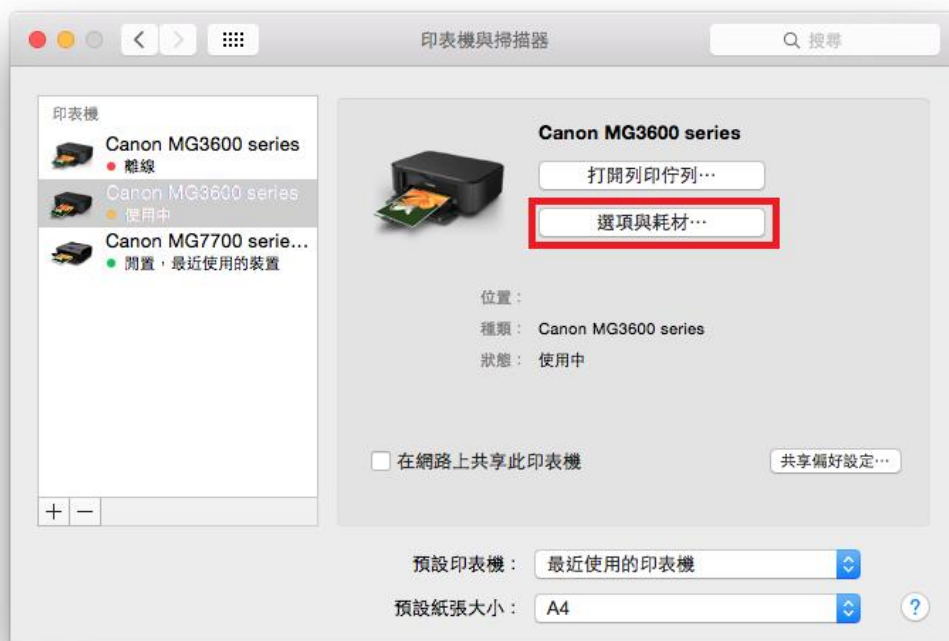 印表機與掃描器
搜尋
印表機
Canon MG3600 series
離線
Canon MG3600 series
使用中
Canon MG7700 serie...
閒置，最近使用的裝置
+ −
Canon MG3600 series
打開列印佇列⋯
選項與耗材⋯
位置：
種類： Canon MG3600 series
狀態： 使用中
在網路上共享此印表機
共享偏好設定⋯
預設印表機： 最近使用的印表機
預設紙張大小： A4
?